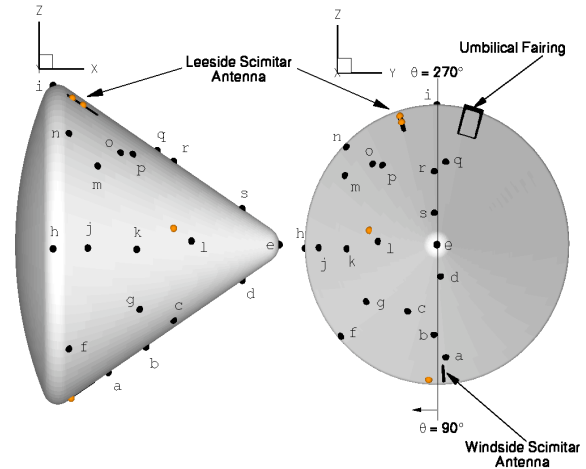 Z
Y X
Leeside Scimitar
Antenna
Z
X Y
θ = 270°
Umbilical Fairing
i
n
o
p
q
r
m
s
h
j
k
l
e
d
g
c
f
b
a
i
n
o
p
q
r
m
s
h
j
k
l
e
d
g
c
f
b
a
θ = 90°
Windside Scimitar
Antenna